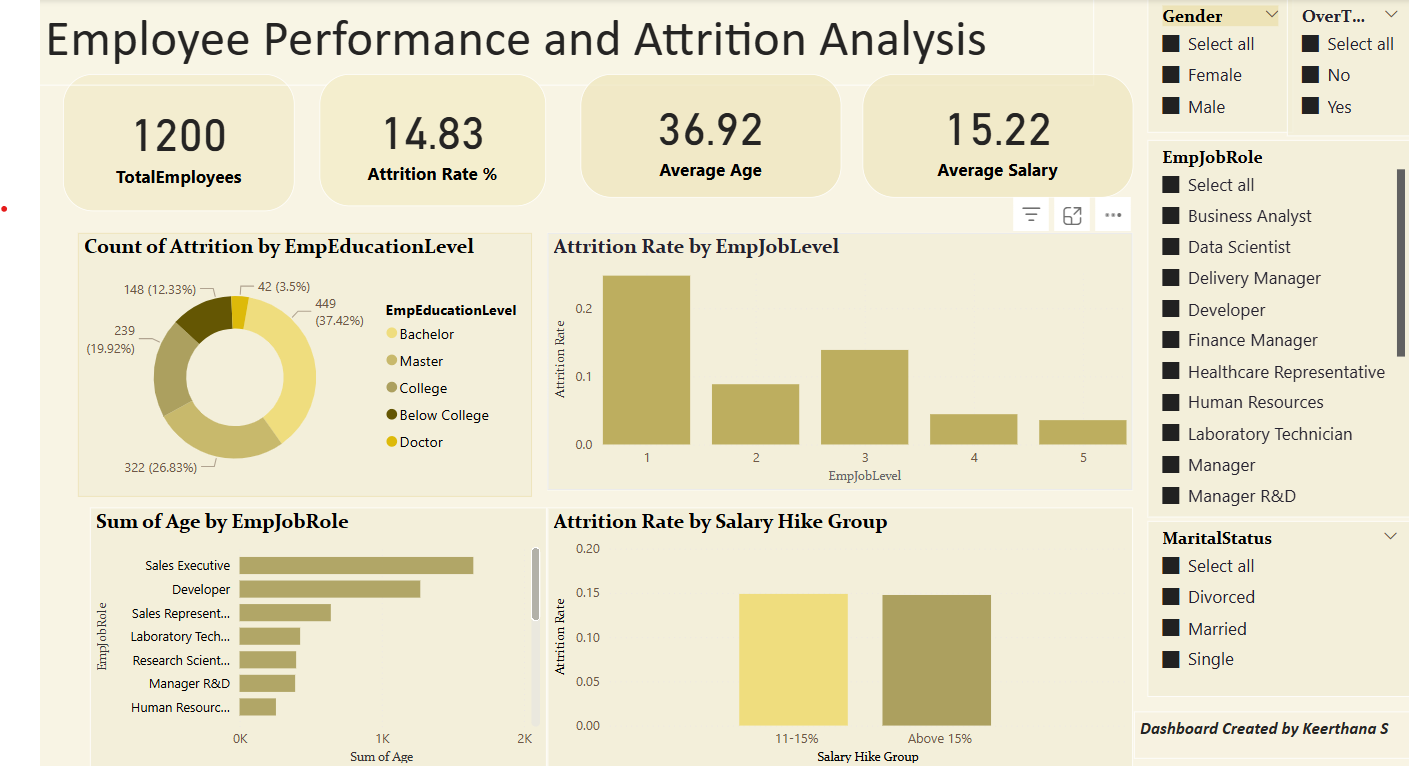 Employee Performance and Attrition Analysis
1200
TotalEmployees
14.83
Attrition Rate %
36.92
Average Age
15.22
Average Salary
Gender
Select all
Female
Male
OverT...
Select all
No
Yes
EmpJobRole
Select all
Business Analyst
Data Scientist
Delivery Manager
Developer
Finance Manager
Healthcare Representative
Human Resources
Laboratory Technician
Manager
Manager R&D
MaritalStatus
Select all
Divorced
Married
Single
Dashboard Created by Keerthana S
Count of Attrition by EmpEducationLevel
148 (12.33%)
42 (3.5%)
449
(37.42%)
239
(19.92%)
322 (26.83%)
EmpEducationLevel
Bachelor
Master
College
Below College
Doctor
Attrition Rate by EmpJobLevel
Attrition Rate
0.2
0.1
0.0
1
2
3
4
5
EmpJobLevel
Sum of Age by EmpJobRole
EmpJobRole
Sales Executive
Developer
Sales Represent...
Laboratory Tech...
Research Scient...
Manager R&D
Human Resourc...
0K
1K
2K
Sum of Age
Attrition Rate by Salary Hike Group
Attrition Rate
0.20
0.15
0.10
0.05
0.00
11-15%
Above 15%
Salary Hike Group